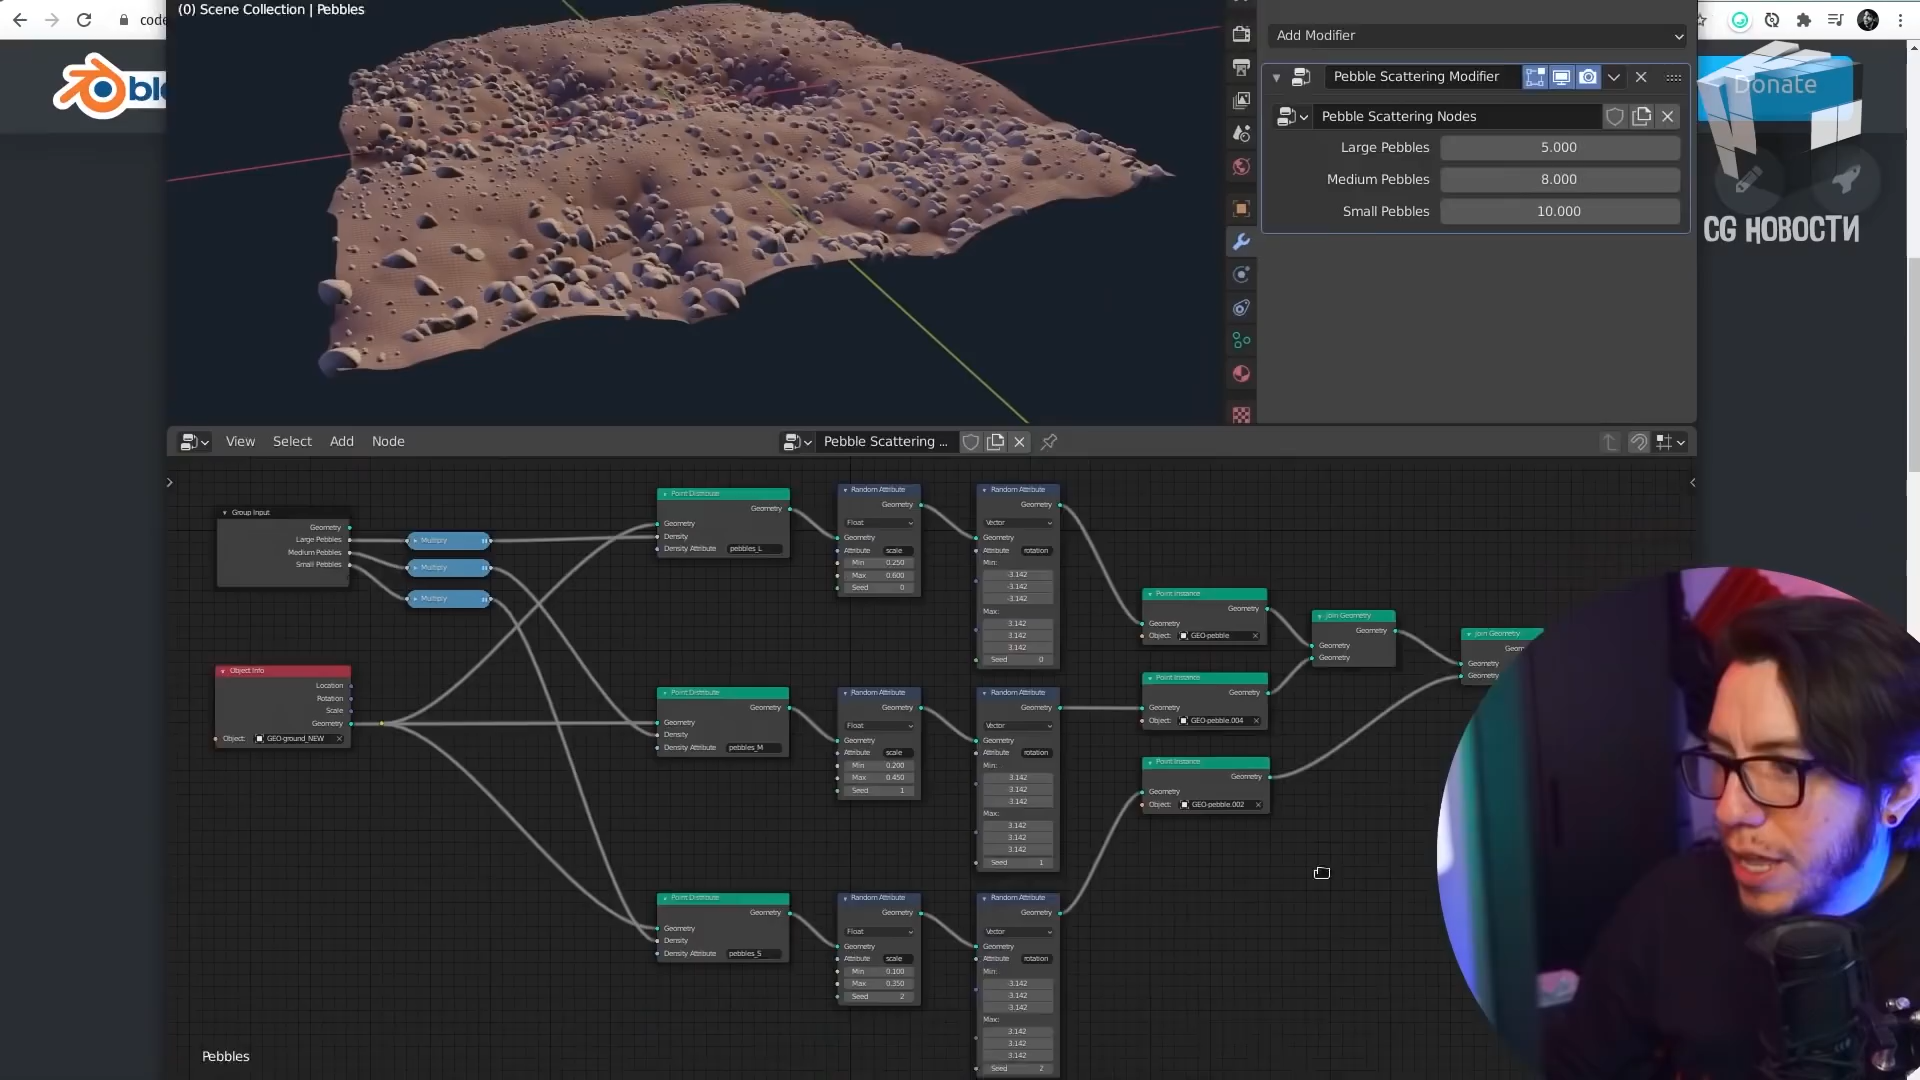 code
ble
(0) Scene Collection | Pebbles
Add Modifier
Pebble Scattering Modifier
Pebble Scattering Nodes
Large Pebbles 5.000
Medium Pebbles 8.000
Small Pebbles 10.000
Donate
CG НОВОСТИ
View Select Add Node
Pebble Scattering ...
Group Input
Geometry
Large Pebbles
Medium Pebbles
Small Pebbles
Multiply
Multiply
Multiply
Object Info
Location
Rotation
Scale
Geometry
Object: GEO-ground_NEW
Point Distribute
Geometry
Geometry
Density
Density Attribute pebbles_L
Random Attribute
Geometry
Float
Geometry
Attribute scale
Min 0.250
Max 0.600
Seed 0
Random Attribute
Geometry
Vector
Geometry
Attribute rotation
Min:
-3.142
-3.142
-3.142
Max:
3.142
3.142
3.142
Seed 0
Point Distribute
Geometry
Geometry
Density
Density Attribute pebbles_M
Random Attribute
Geometry
Float
Geometry
Attribute scale
Min 0.200
Max 0.450
Seed 1
Random Attribute
Geometry
Vector
Geometry
Attribute rotation
Min:
3.142
3.142
-3.142
Max:
3.142
3.142
3.142
Seed 1
Point Distribute
Geometry
Geometry
Density
Density Attribute pebbles_S
Random Attribute
Geometry
Float
Geometry
Attribute scale
Min 0.100
Max 0.350
Seed 2
Random Attribute
Geometry
Vector
Geometry
Attribute rotation
Min:
-3.142
-3.142
-3.142
Max:
3.142
3.142
3.142
Seed 2
Point Instance
Geometry
Geometry
Object: GEO-pebble
Point Instance
Geometry
Geometry
Object: GEO-pebble.004
Point Instance
Geometry
Geometry
Object: GEO-pebble.002
Join Geometry
Geometry
Geometry
Geometry
Join Geometry
Geometry
Geometry
Pebbles